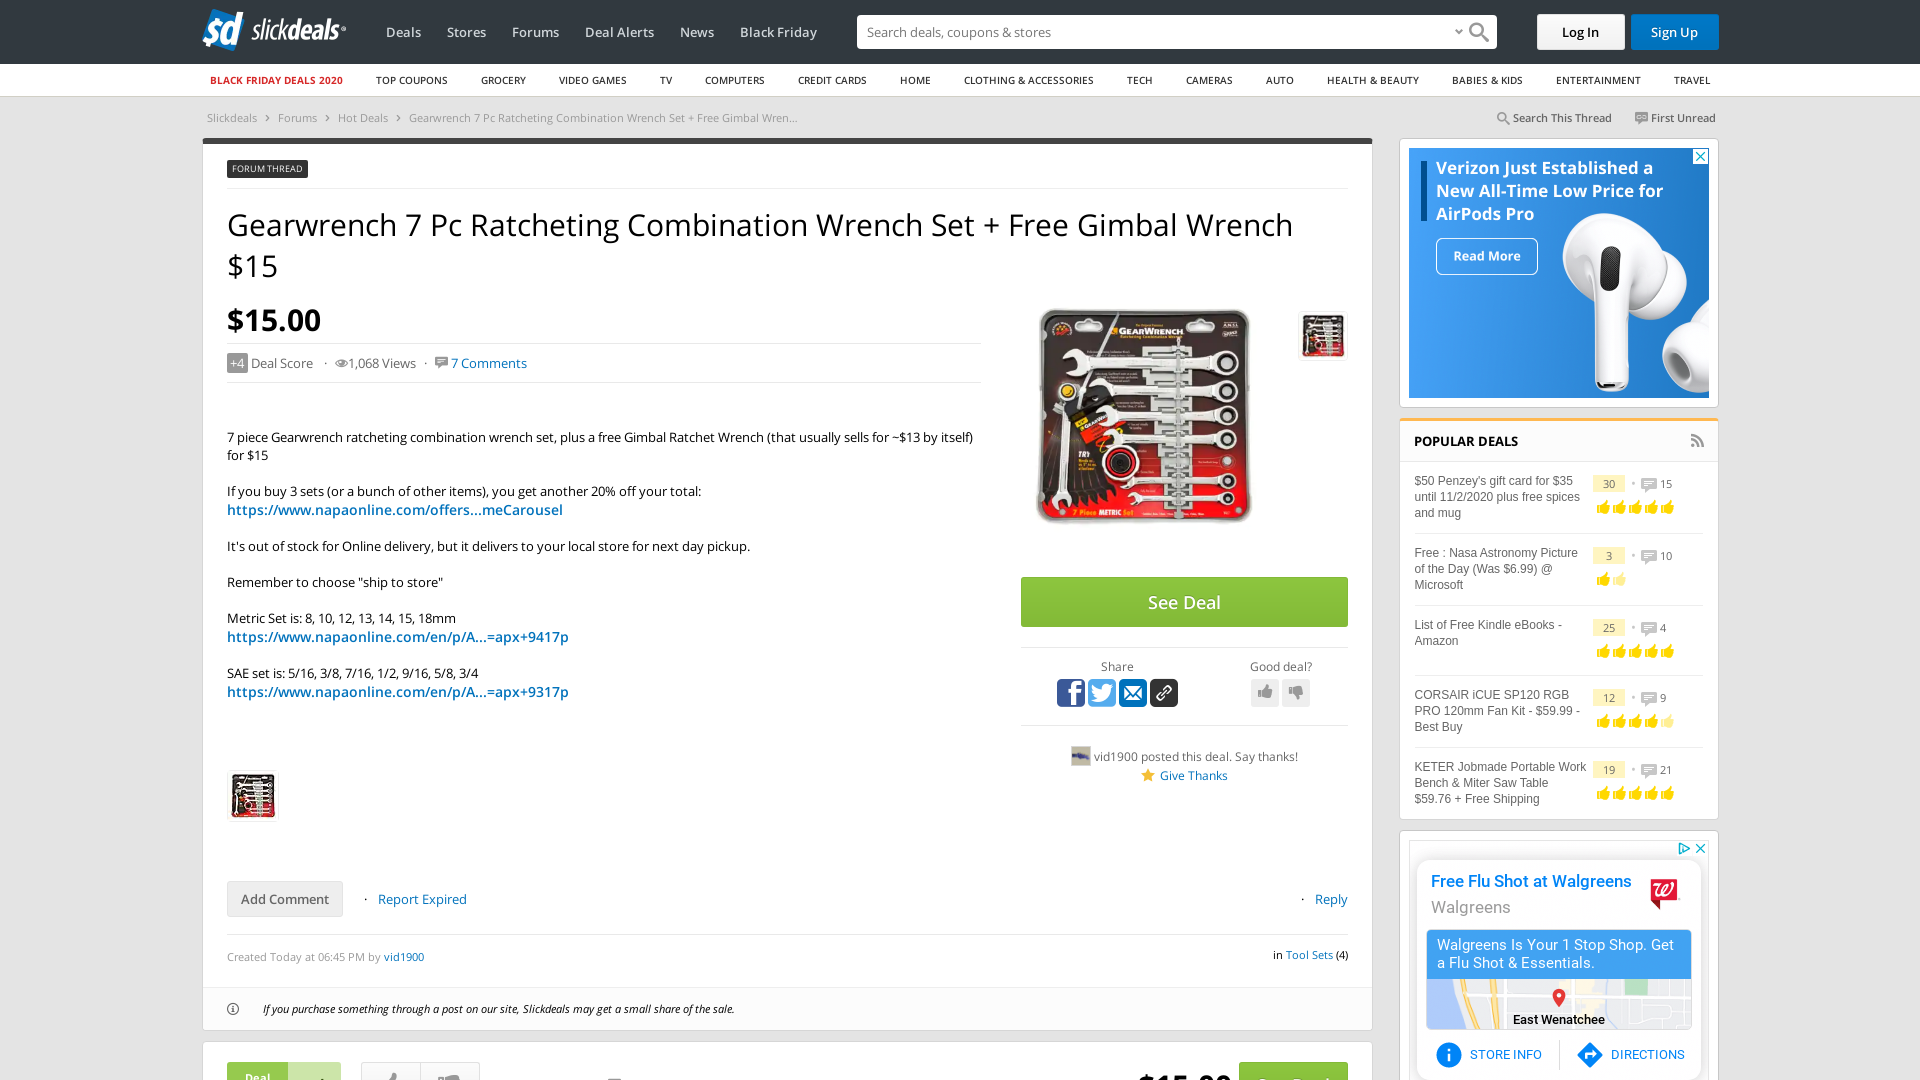 slickdeals
Deals
Stores
Forums
Deal Alerts
News
Black Friday
Search deals, coupons & stores
Log In
Sign Up
BLACK FRIDAY DEALS 2020
TOP COUPONS
GROCERY
VIDEO GAMES
TV
COMPUTERS
CREDIT CARDS
HOME
CLOTHING & ACCESSORIES
TECH
CAMERAS
AUTO
HEALTH & BEAUTY
BABIES & KIDS
ENTERTAINMENT
TRAVEL
Slickdeals > Forums > Hot Deals > Gearwrench 7 Pc Ratcheting Combination Wrench Set + Free Gimbal Wren...
Search This Thread
First Unread
FORUM THREAD
Gearwrench 7 Pc Ratcheting Combination Wrench Set + Free Gimbal Wrench
$15
$15.00
+4 Deal Score · 1,068 Views · 7 Comments
7 piece Gearwrench ratcheting combination wrench set, plus a free Gimbal Ratchet Wrench (that usually sells for ~$13 by itself)
for $15
If you buy 3 sets (or a bunch of other items), you get another 20% off your total:
https://www.napaonline.com/offers...meCarousel
It's out of stock for Online delivery, but it delivers to your local store for next day pickup.
Remember to choose "ship to store"
Metric Set is: 8, 10, 12, 13, 14, 15, 18mm
https://www.napaonline.com/en/p/A...=apx+9417p
SAE set is: 5/16, 3/8, 7/16, 1/2, 9/16, 5/8, 3/4
https://www.napaonline.com/en/p/A...=apx+9317p
GEARWRENCH
TRY
7 Piece METRIC Set
See Deal
Share
Good deal?
vid1900 posted this deal. Say thanks!
Give Thanks
Add Comment · Report Expired
· Reply
Created Today at 06:45 PM by vid1900
in Tool Sets (4)
If you purchase something through a post on our site, Slickdeals may get a small share of the sale.
Deal
$15.00
See Deal
Verizon Just Established a
New All-Time Low Price for
AirPods Pro
Read More
POPULAR DEALS
$50 Penzey's gift card for $35
until 11/2/2020 plus free spices
and mug
30 • 15
Free : Nasa Astronomy Picture
of the Day (Was $6.99) @
Microsoft
3 • 10
List of Free Kindle eBooks -
Amazon
25 • 4
CORSAIR iCUE SP120 RGB
PRO 120mm Fan Kit - $59.99 -
Best Buy
12 • 9
KETER Jobmade Portable Work
Bench & Miter Saw Table
$59.76 + Free Shipping
19 • 21
Free Flu Shot at Walgreens
Walgreens
Walgreens Is Your 1 Stop Shop. Get
a Flu Shot & Essentials.
East Wenatchee
STORE INFO
DIRECTIONS